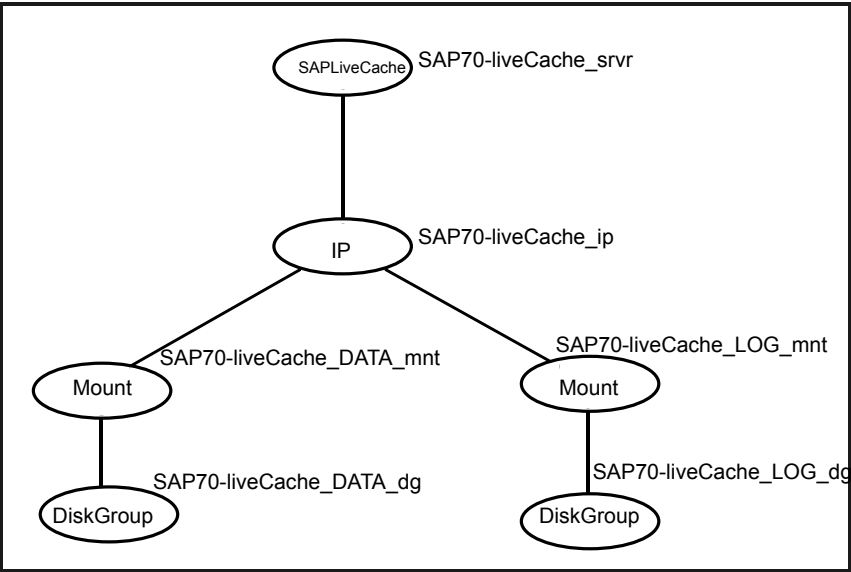 SAPLiveCache
SAP70-liveCache_srvr
IP
SAP70-liveCache_ip
SAP70-liveCache_DATA_mnt
SAP70-liveCache_LOG_mnt
Mount
Mount
SAP70-liveCache_DATA_dg
SAP70-liveCache_LOG_dg
DiskGroup
DiskGroup